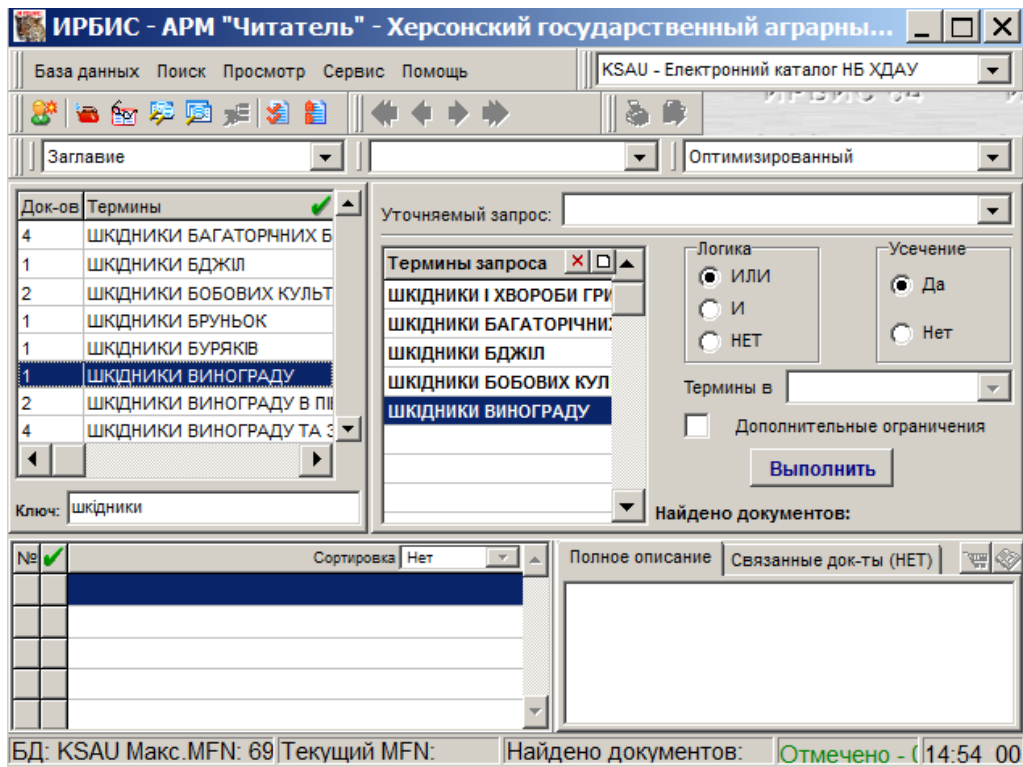 ИРБИС - АРМ "Читатель" - Херсонский государственный аграрны...
База данных Поиск Просмотр Сервис Помощь
KSAU - Електронний каталог НБ ХДАУ
ИРБИС 64
Заглавие
Оптимизированный
Док-ов Термины
4 ШКІДНИКИ БАГАТОРІЧНИХ Б
1 ШКІДНИКИ БДЖІЛ
2 ШКІДНИКИ БОБОВИХ КУЛЬТ
1 ШКІДНИКИ БРУНЬОК
1 ШКІДНИКИ БУРЯКІВ
1 ШКІДНИКИ ВИНОГРАДУ
2 ШКІДНИКИ ВИНОГРАДУ В ПІ
4 ШКІДНИКИ ВИНОГРАДУ ТА З
Ключ: шкідники
Уточняемый запрос:
Термины запроса
ШКІДНИКИ І ХВОРОБИ ГРИ
ШКІДНИКИ БАГАТОРІЧНИ
ШКІДНИКИ БДЖІЛ
ШКІДНИКИ БОБОВИХ КУЛ
ШКІДНИКИ ВИНОГРАДУ
Логика
ИЛИ
И
НЕТ
Усечение
Да
Нет
Термины в
Дополнительные ограничения
Выполнить
Найдено документов:
№ Сортировка Нет
Полное описание Связанные док-ты (НЕТ)
БД: KSAU Макс.MFN: 69 Текущий MFN: Найдено документов: Отмечено - ( 14:54 00